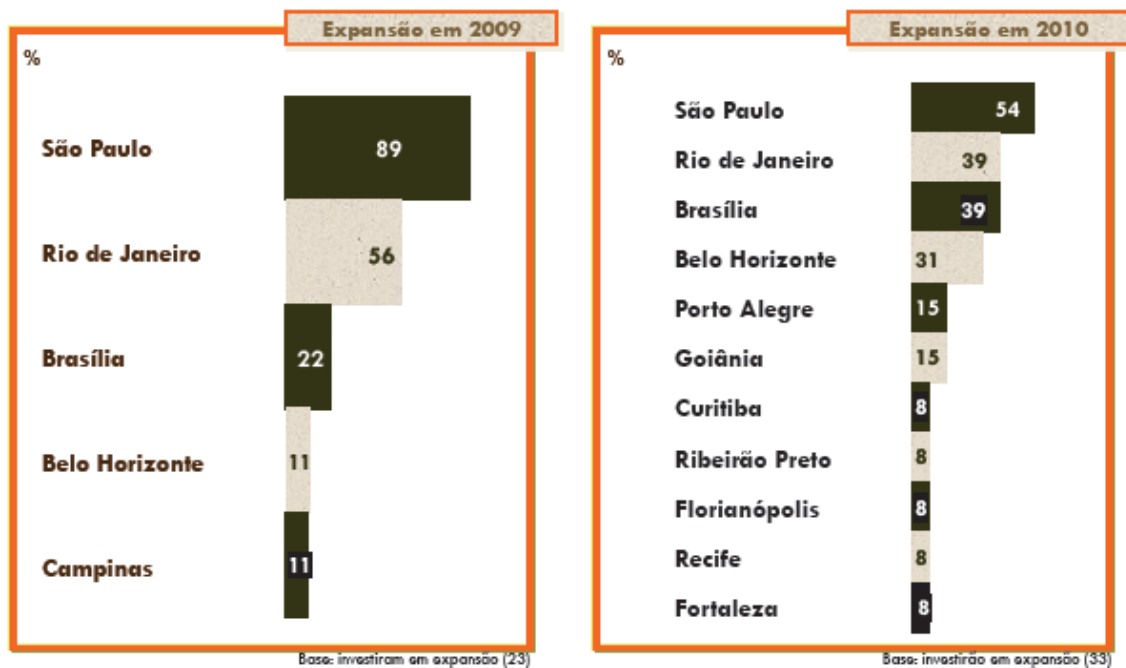 Expansão em 2009
%
São Paulo 89
Rio de Janeiro 56
Brasília 22
Belo Horizonte 11
Campinas 11
Base: investiram em expansão (23)
Expansão em 2010
%
São Paulo 54
Rio de Janeiro 39
Brasília 39
Belo Horizonte 31
Porto Alegre 15
Goiânia 15
Curitiba 8
Ribeirão Preto 8
Florianópolis 8
Recife 8
Fortaleza 8
Base: investirão em expansão (33)